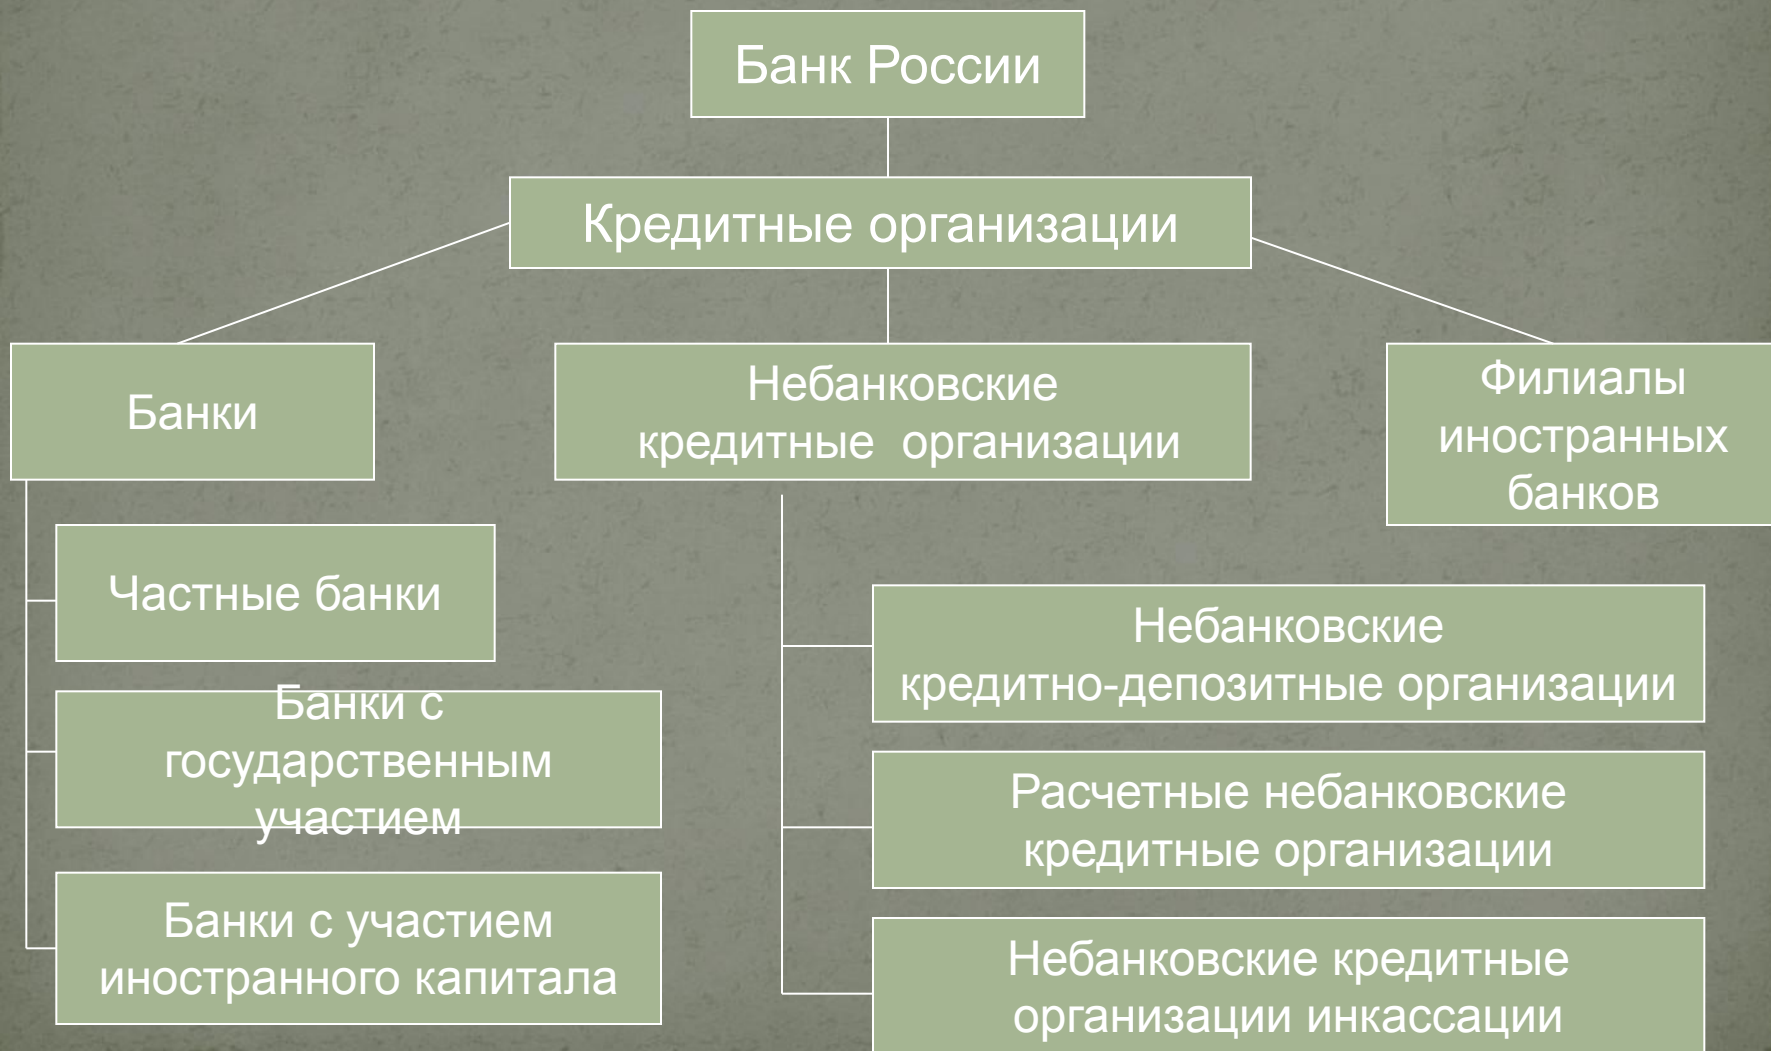 Банк России
Кредитные организации
Банки
Небанковские
кредитные организации
Филиалы
иностранных
банков
Частные банки
Банки с
государственным
участием
Банки с участием
иностранного капитала
Небанковские
кредитно-депозитные организации
Расчетные небанковские
кредитные организации
Небанковские кредитные
организации инкассации